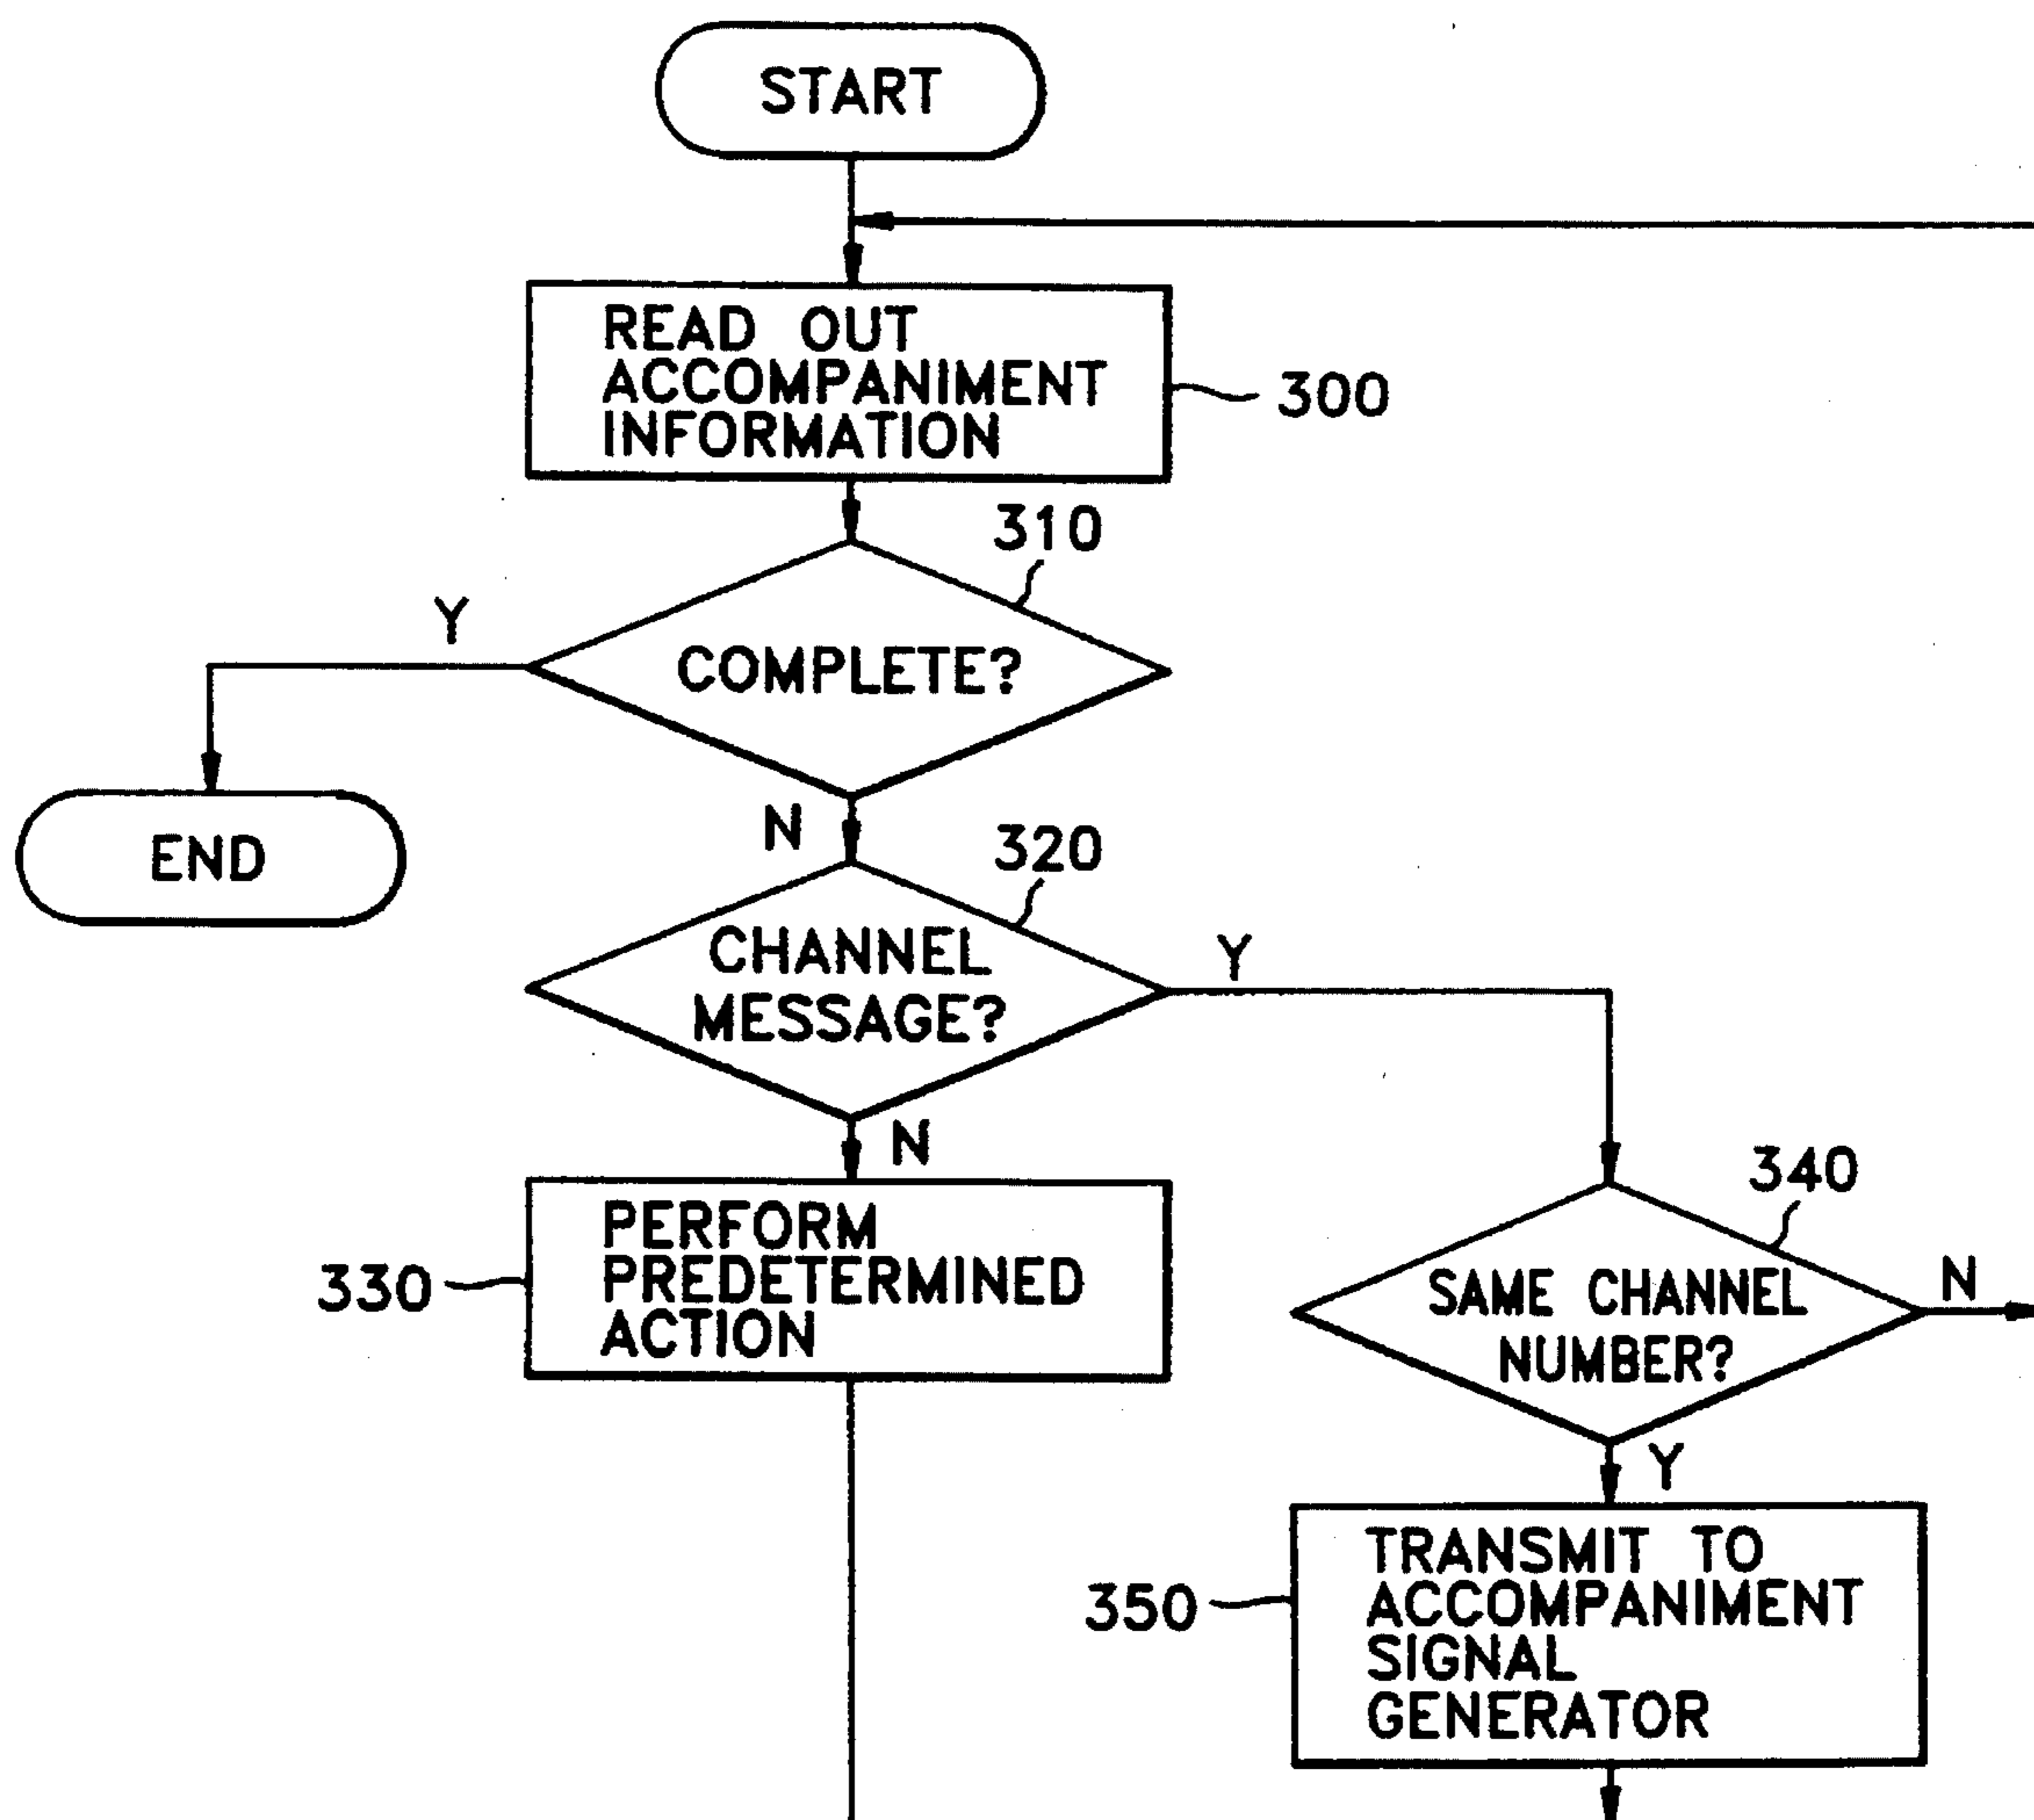 START
READ OUT
ACCOMPANIMENT
INFORMATION
300
310
Y
COMPLETE?
N
END
320
CHANNEL
MESSAGE?
Y
N
PERFORM
PREDETERMINED
ACTION
330
340
SAME CHANNEL
NUMBER?
N
Y
TRANSMIT TO
ACCOMPANIMENT
SIGNAL
GENERATOR
350